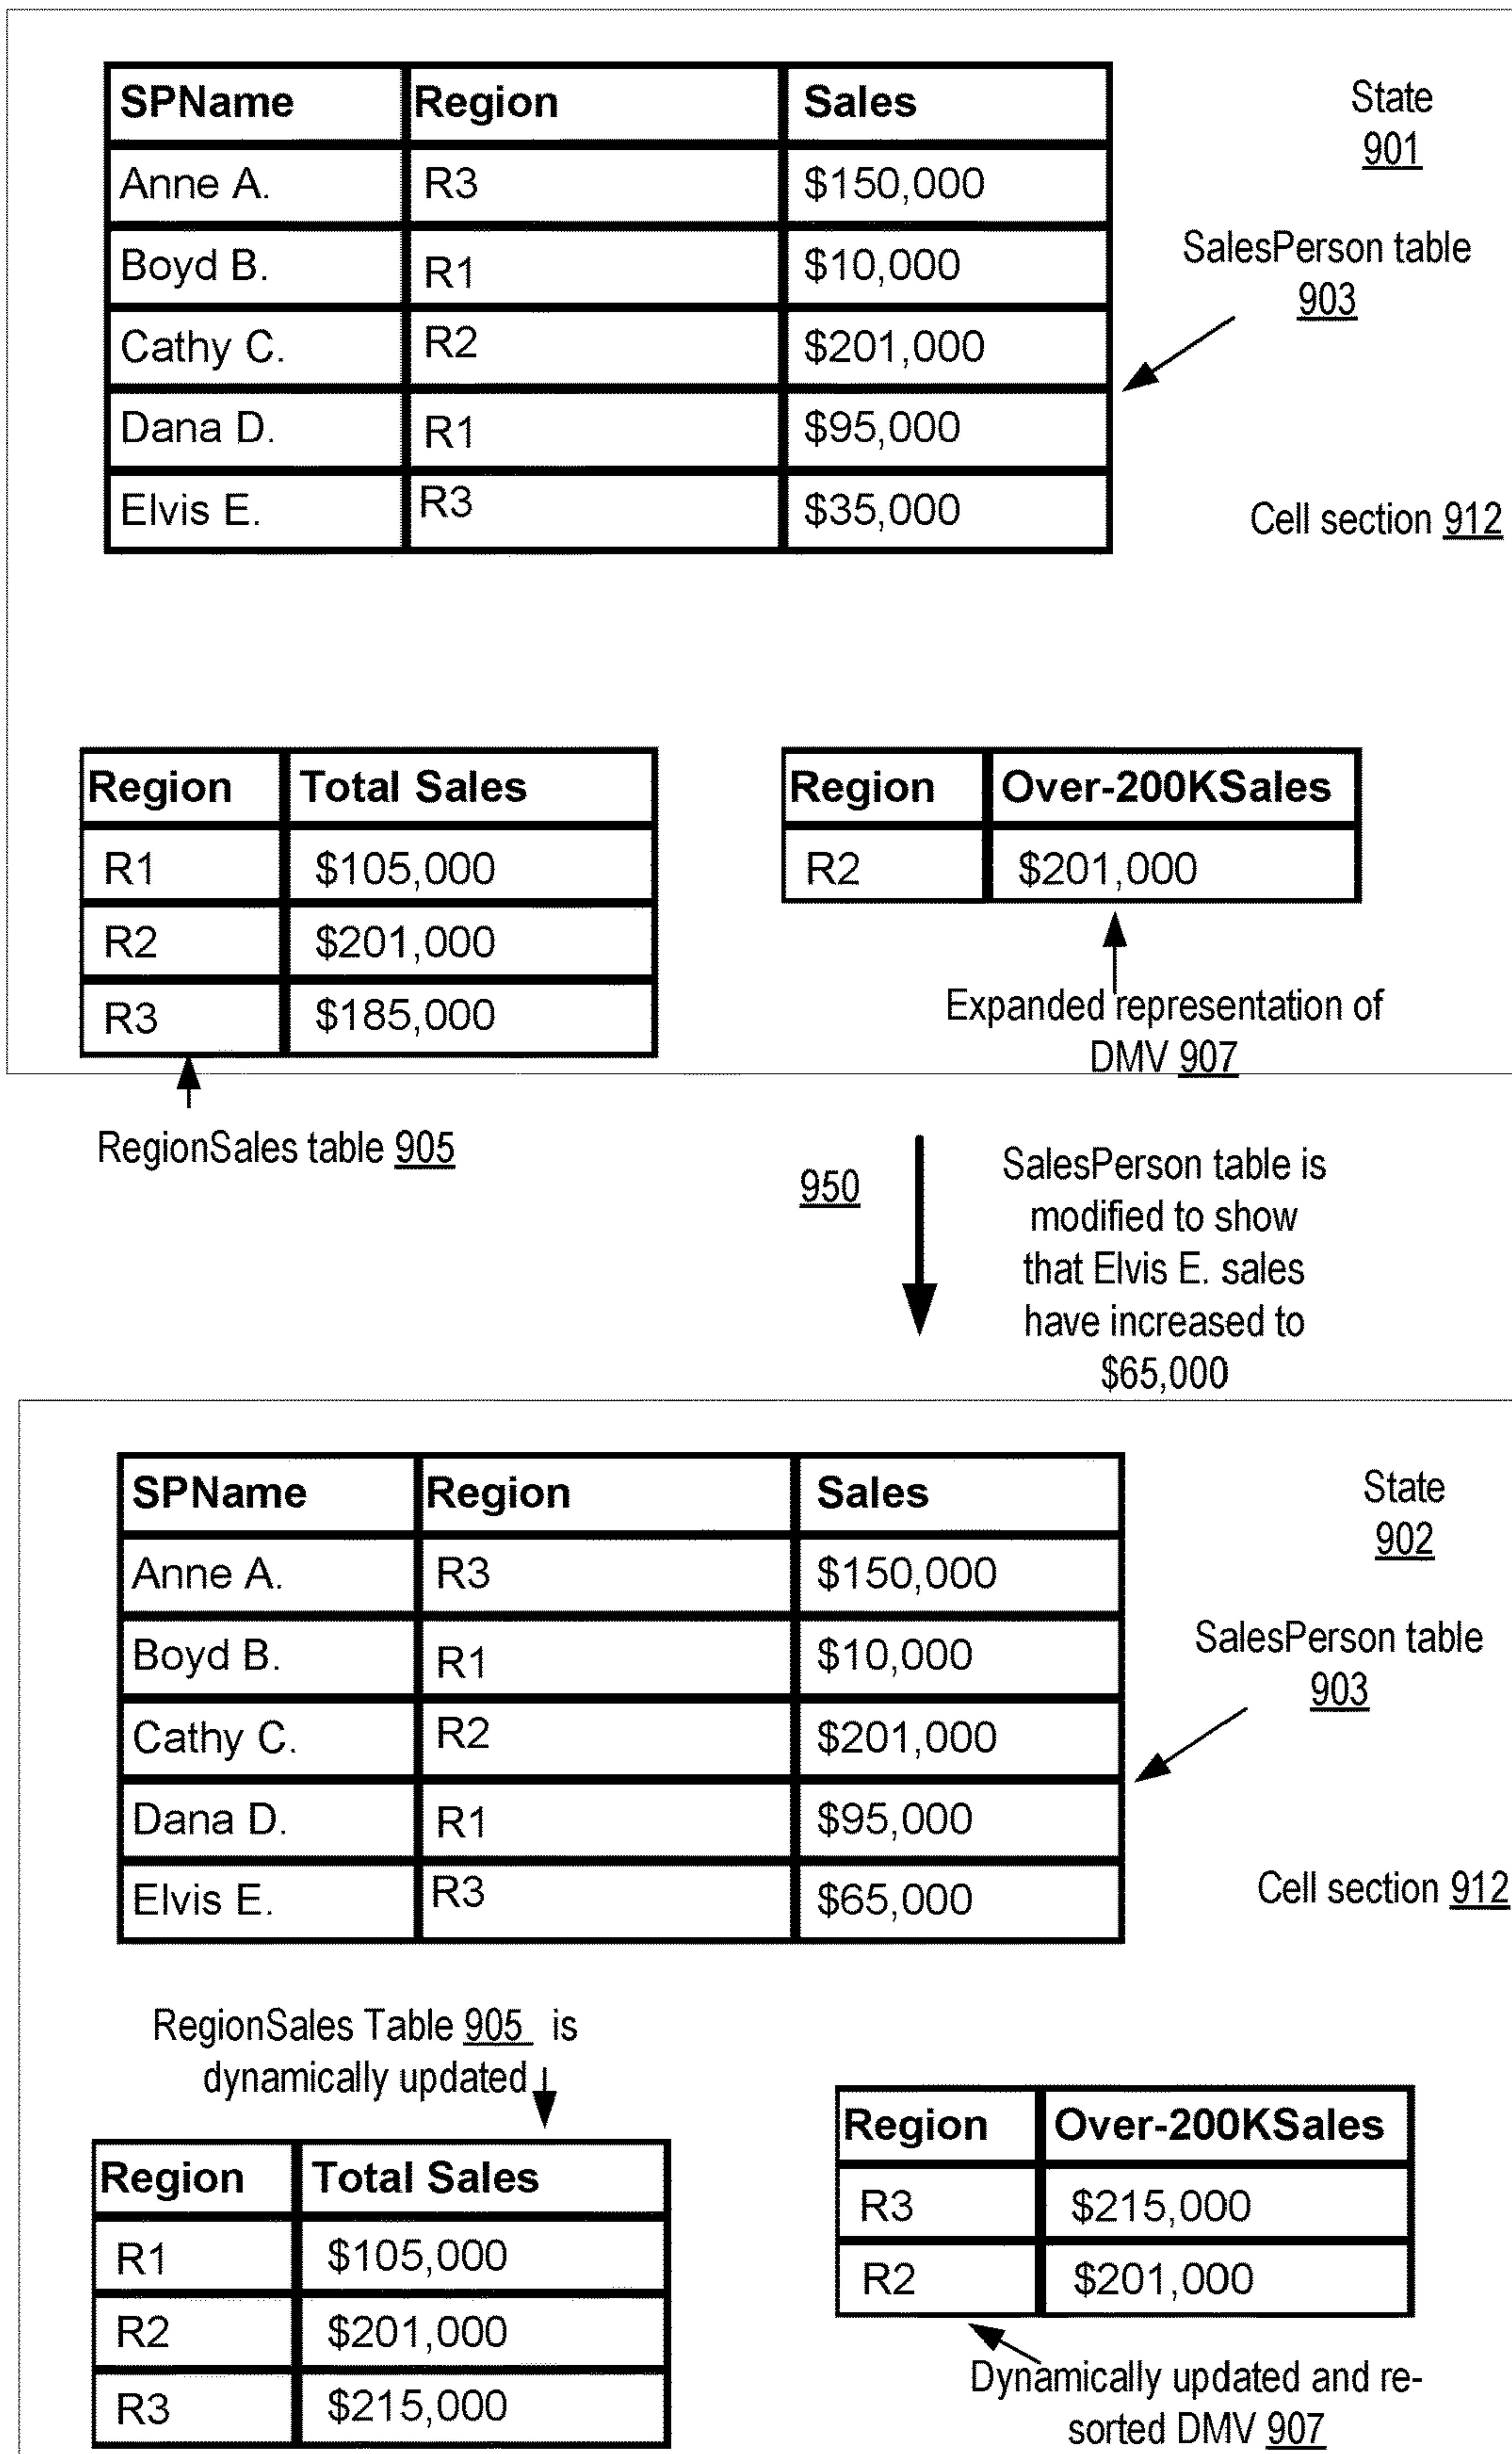 SPName Region Sales
Anne A. R3 $150,000
Boyd B. R1 $10,000
Cathy C. R2 $201,000
Dana D. R1 $95,000
Elvis E. R3 $35,000
State
901
SalesPerson table
903
Cell section 912
Region Total Sales
R1 $105,000
R2 $201,000
R3 $185,000
RegionSales table 905
Region Over-200KSales
R2 $201,000
Expanded representation of
DMV 907
950
SalesPerson table is
modified to show
that Elvis E. sales
have increased to
$65,000
SPName Region Sales
Anne A. R3 $150,000
Boyd B. R1 $10,000
Cathy C. R2 $201,000
Dana D. R1 $95,000
Elvis E. R3 $65,000
State
902
SalesPerson table
903
Cell section 912
RegionSales Table 905 is
dynamically updated
Region Total Sales
R1 $105,000
R2 $201,000
R3 $215,000
Region Over-200KSales
R3 $215,000
R2 $201,000
Dynamically updated and re-
sorted DMV 907